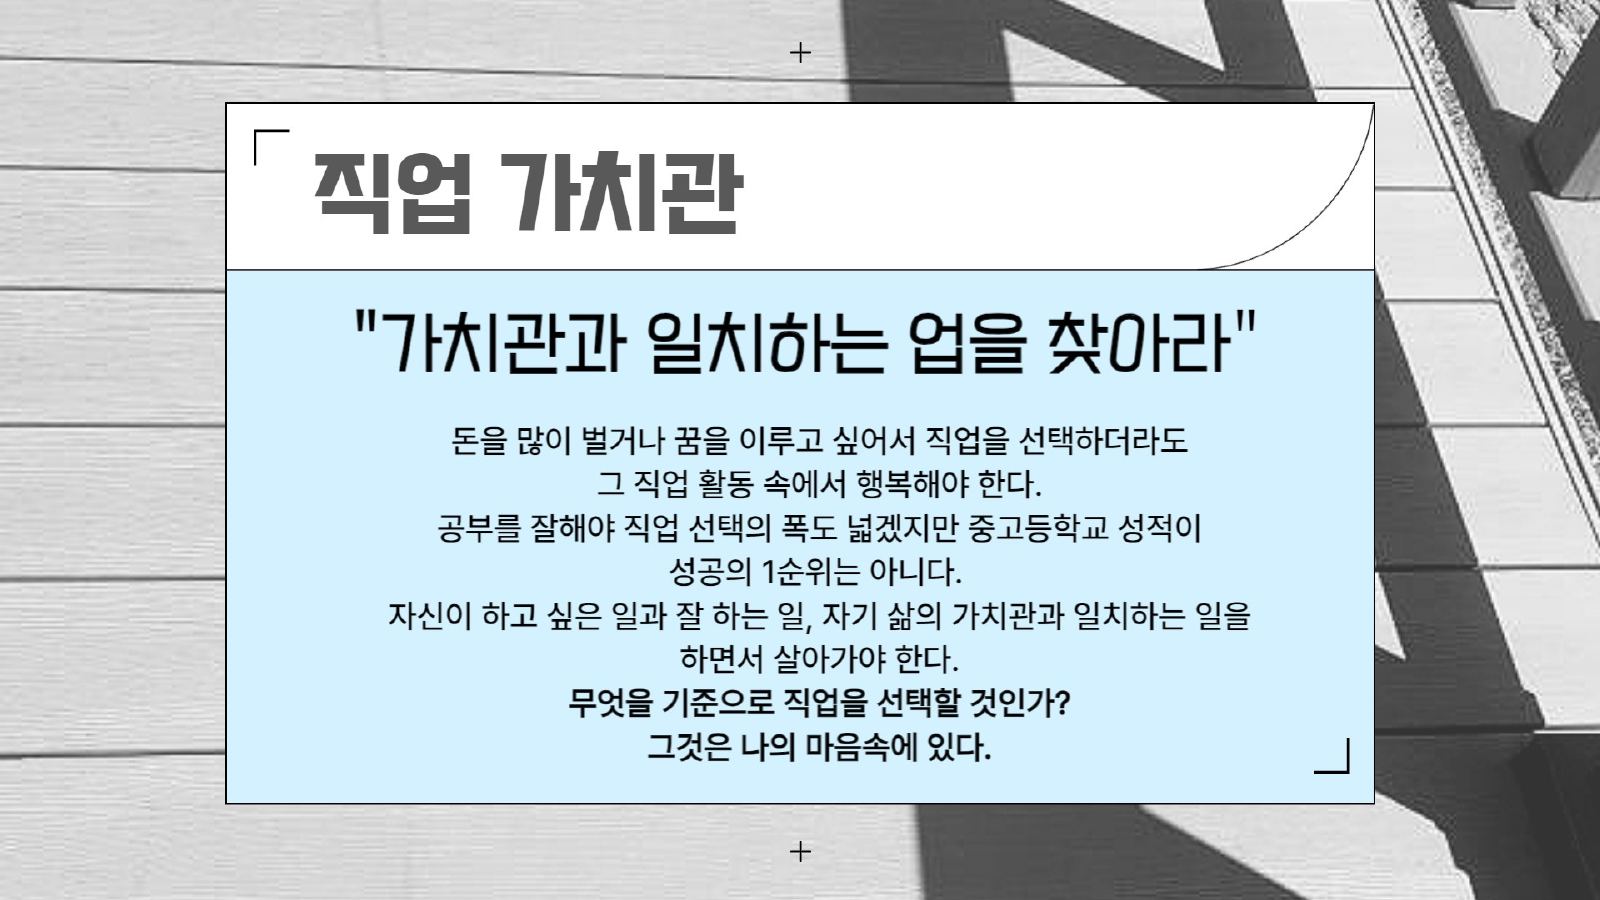 직업 가치관
"가치관과 일치하는 업을 찾아라"
돈을 많이 벌거나 꿈을 이루고 싶어서 직업을 선택하더라도
그 직업 활동 속에서 행복해야 한다.
공부를 잘해야 직업 선택의 폭도 넓겠지만 중고등학교 성적이
성공의 1순위는 아니다.
자신이 하고 싶은 일과 잘 하는 일, 자기 삶의 가치관과 일치하는 일을
하면서 살아가야 한다.
무엇을 기준으로 직업을 선택할 것인가?
그것은 나의 마음속에 있다.